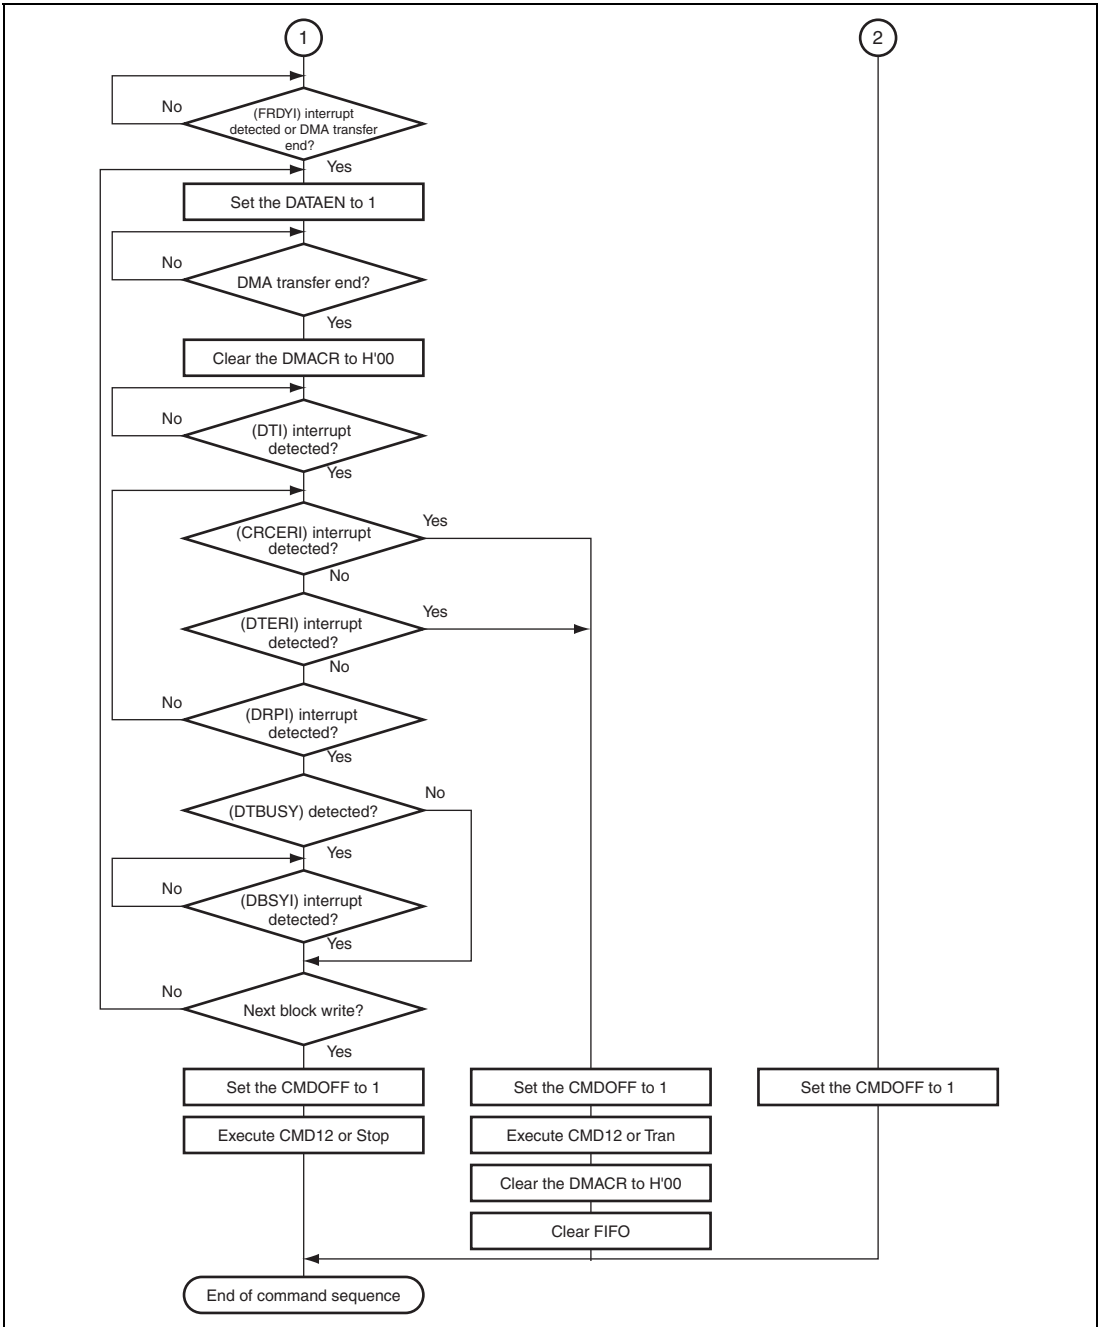 1
2
No
(FRDYI) interrupt
detected or DMA transfer
end?
Yes
Set the DATAEN to 1
No
DMA transfer end?
Yes
Clear the DMACR to H'00
No
(DTI) interrupt
detected?
Yes
(CRCERI) interrupt
detected?
Yes
No
(DTERI) interrupt
detected?
Yes
No
No
(DRPI) interrupt
detected?
Yes
(DTBUSY) detected?
No
Yes
No
(DBSYI) interrupt
detected?
Yes
No
Next block write?
Yes
Set the CMDOFF to 1
Set the CMDOFF to 1
Set the CMDOFF to 1
Execute CMD12 or Stop
Execute CMD12 or Tran
Clear the DMACR to H'00
Clear FIFO
End of command sequence